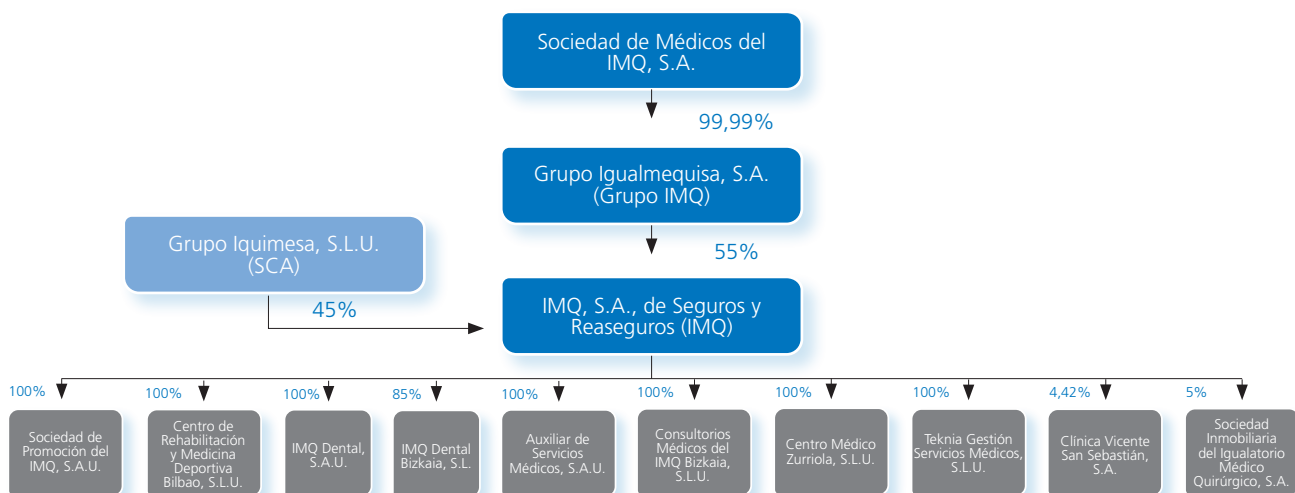 Sociedad de Médicos del
IMQ, S.A.
99,99%
Grupo Igualmequisa, S.A.
(Grupo IMQ)
55%
Grupo Iquimesa, S.L.U.
(SCA)
45%
IMQ, S.A., de Seguros y
Reaseguros (IMQ)
100%
Sociedad de
Promoción del
IMQ, S.A.U.
100%
Centro de
Rehabilitación
y Medicina
Deportiva
Bilbao, S.L.U.
100%
IMQ Dental,
S.A.U.
85%
IMQ Dental
Bizkaia, S.L.
100%
Auxiliar de
Servicios
Médicos, S.A.U.
100%
Consultorios
Médicos del
IMQ Bizkaia,
S.L.U.
100%
Centro Médico
Zurriola, S.L.U.
100%
Teknia Gestión
Servicios Médicos,
S.L.U.
4,42%
Clínica Vicente
San Sebastián,
S.A.
5%
Sociedad
Inmobiliaria
del Igualatorio
Médico
Quirúrgico, S.A.